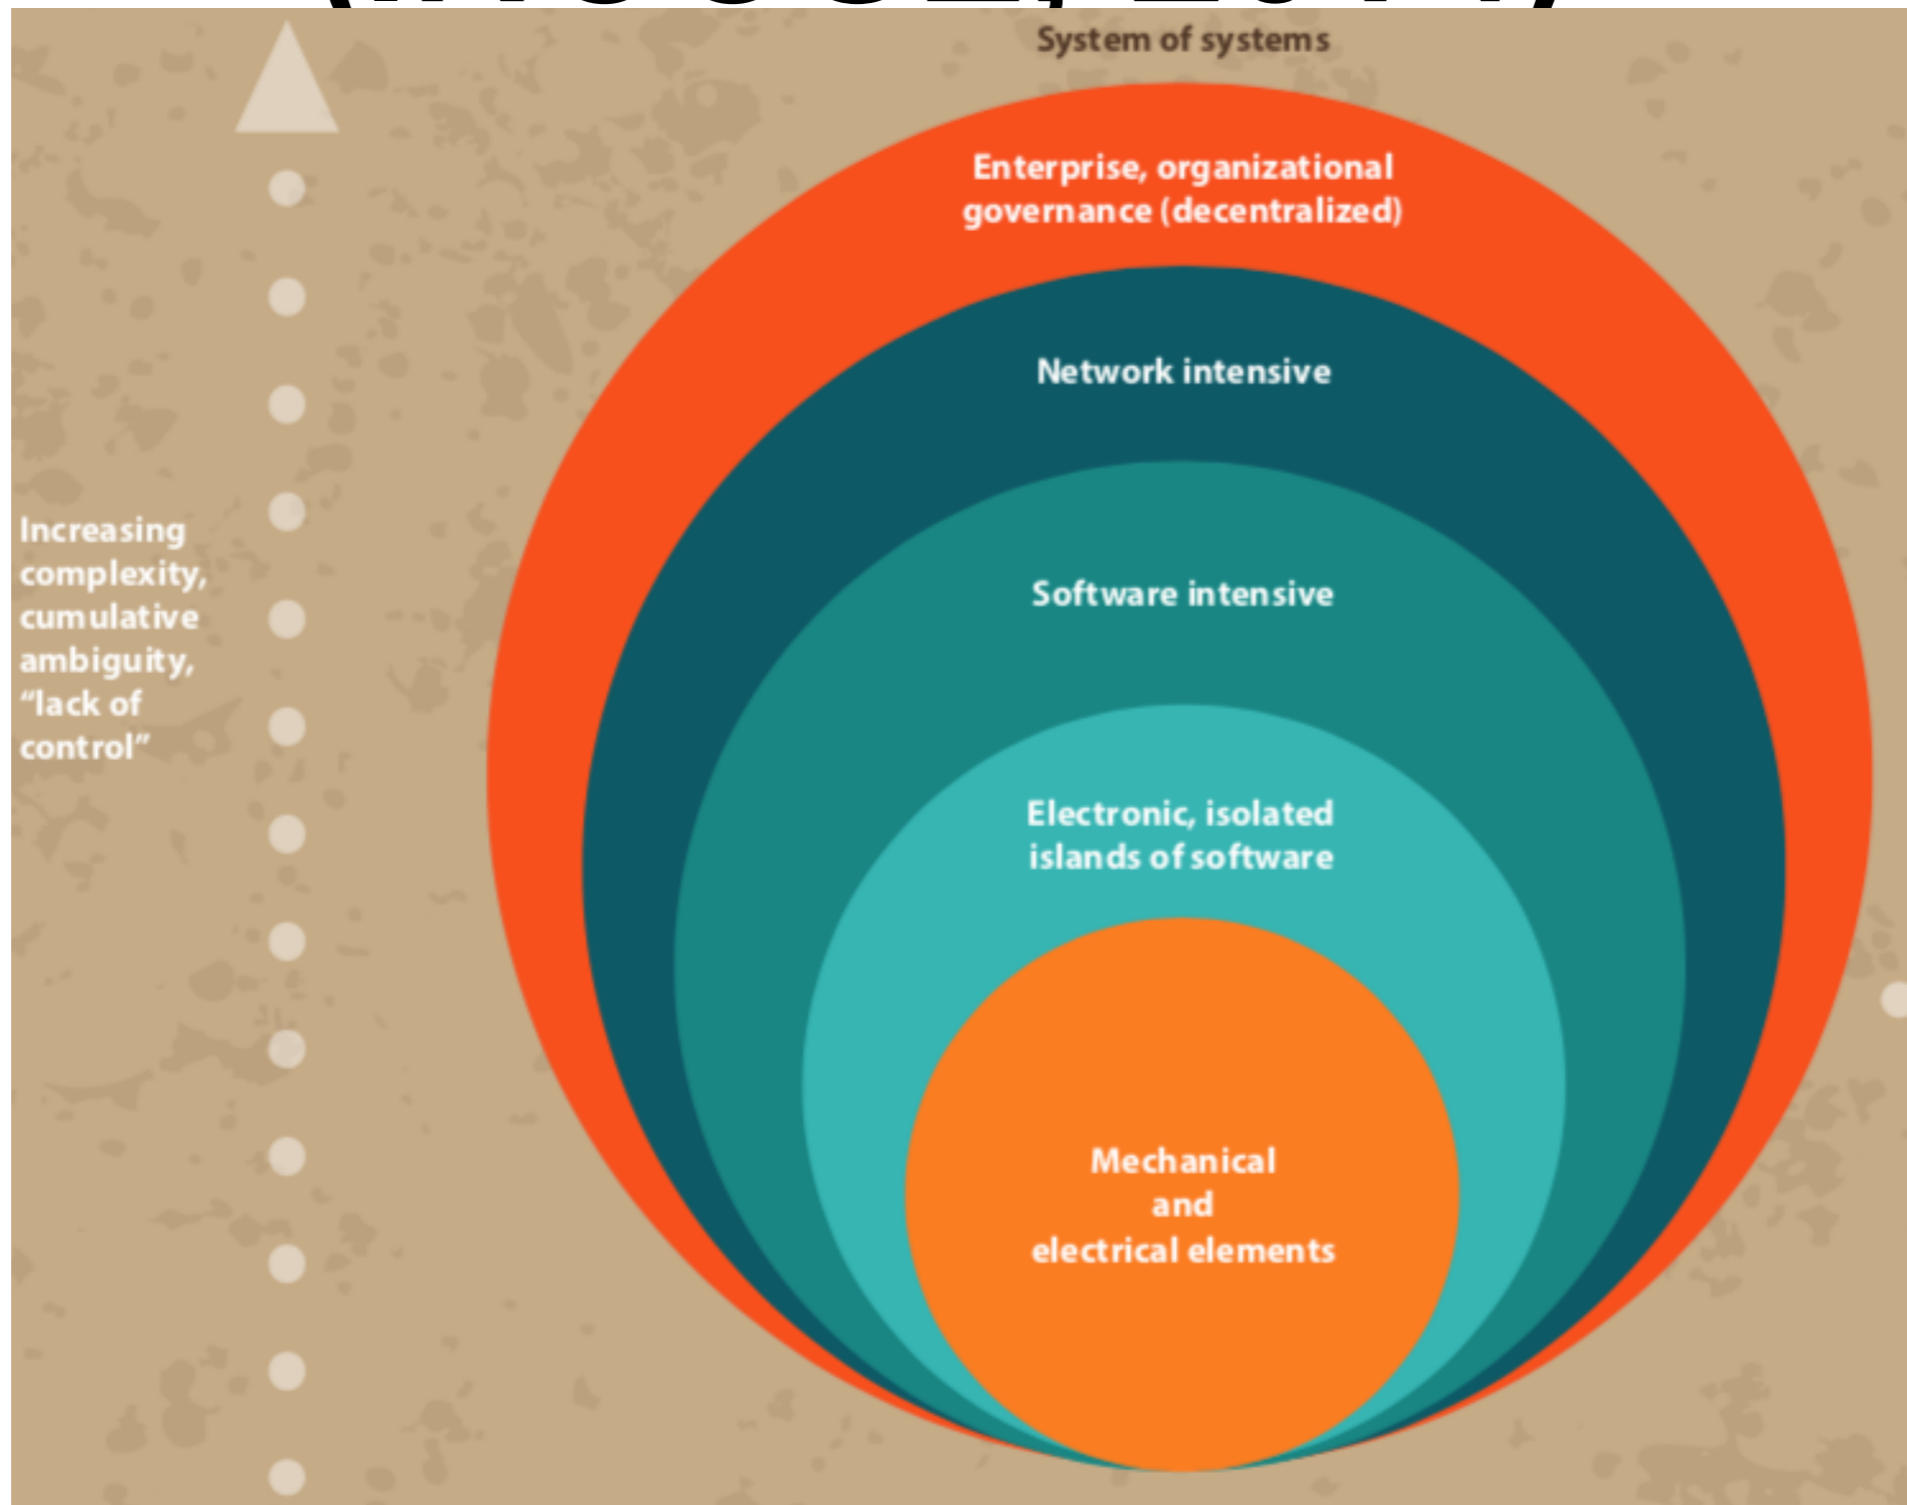 System of systems
Enterprise, organizational
governance (decentralized)
Network intensive
Software intensive
Increasing
complexity,
cumulative
ambiguity,
“lack of
control”
Electronic, isolated
islands of software
Mechanical
and
electrical elements